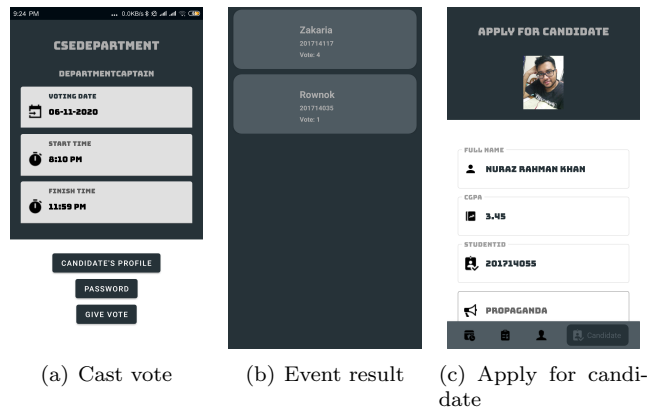 9:24 PM ... 0.0KB/s
CSEDEPARTMENT
DEPARTMENTCAPTAIN
VOTING DATE
06-11-2020
START TIME
8:10 PM
FINISH TIME
11:59 PM
CANDIDATE'S PROFILE
PASSWORD
GIVE VOTE
(a) Cast vote
Zakaria
201714117
Vote: 4
Rownok
201714035
Vote: 1
(b) Event result
APPLY FOR CANDIDATE
FULL NAME
NURAZ RAHMAN KHAN
CGPA
3.45
STUDENTID
201714055
PROPAGANDA
Candidate
(c) Apply for candi-
date